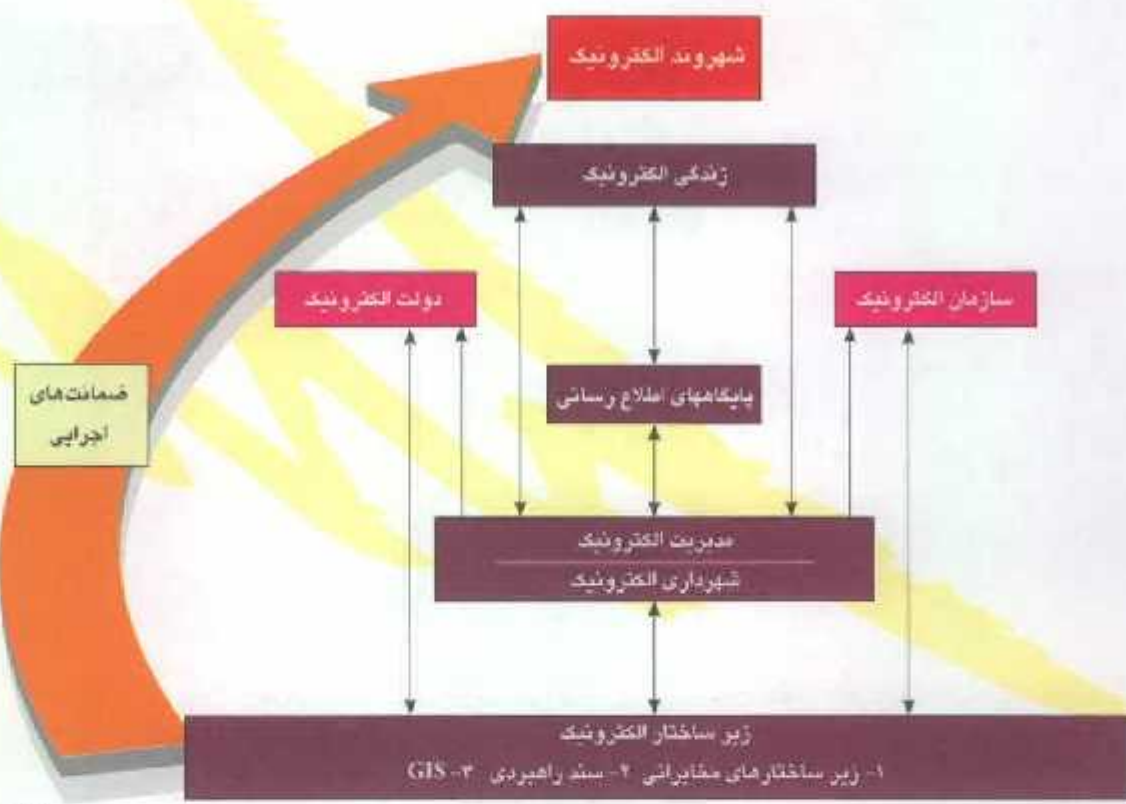 شهروند الکترونیک
زندگی الکترونیک
سازمان الکترونیک
دولت الکترونیک
پایگاههای اطلاع رسانی
ضمانت‌های
اجرایی
مدیریت الکترونیک
شهرداری الکترونیک
زیر ساختار الکترونیک
۱- زیر ساختارهای مخابراتی ۲- سند راهبردی ۳- GIS